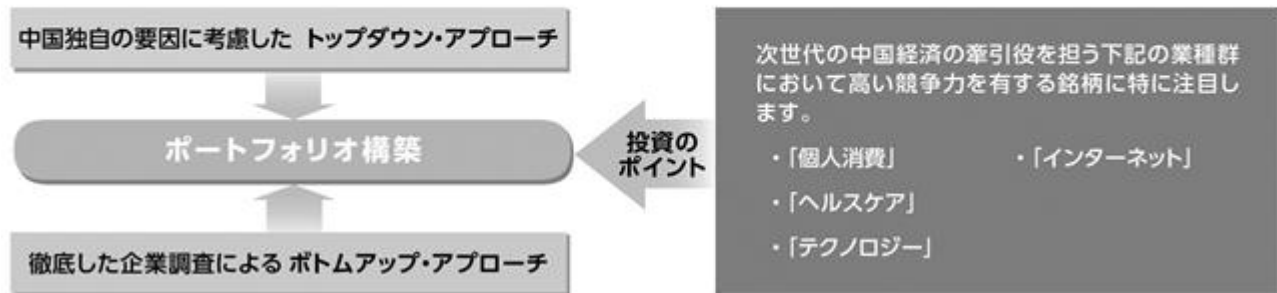 中国独自の要因に考慮した トップダウン・アプローチ
ポートフォリオ構築
徹底した企業調査による ボトムアップ・アプローチ
投資の
ポイント
次世代の中国経済の牽引役を担う下記の業種群
において高い競争力を有する銘柄に特に注目し
ます。
・「個人消費」 ・「インターネット」
・「ヘルスケア」
・「テクノロジー」